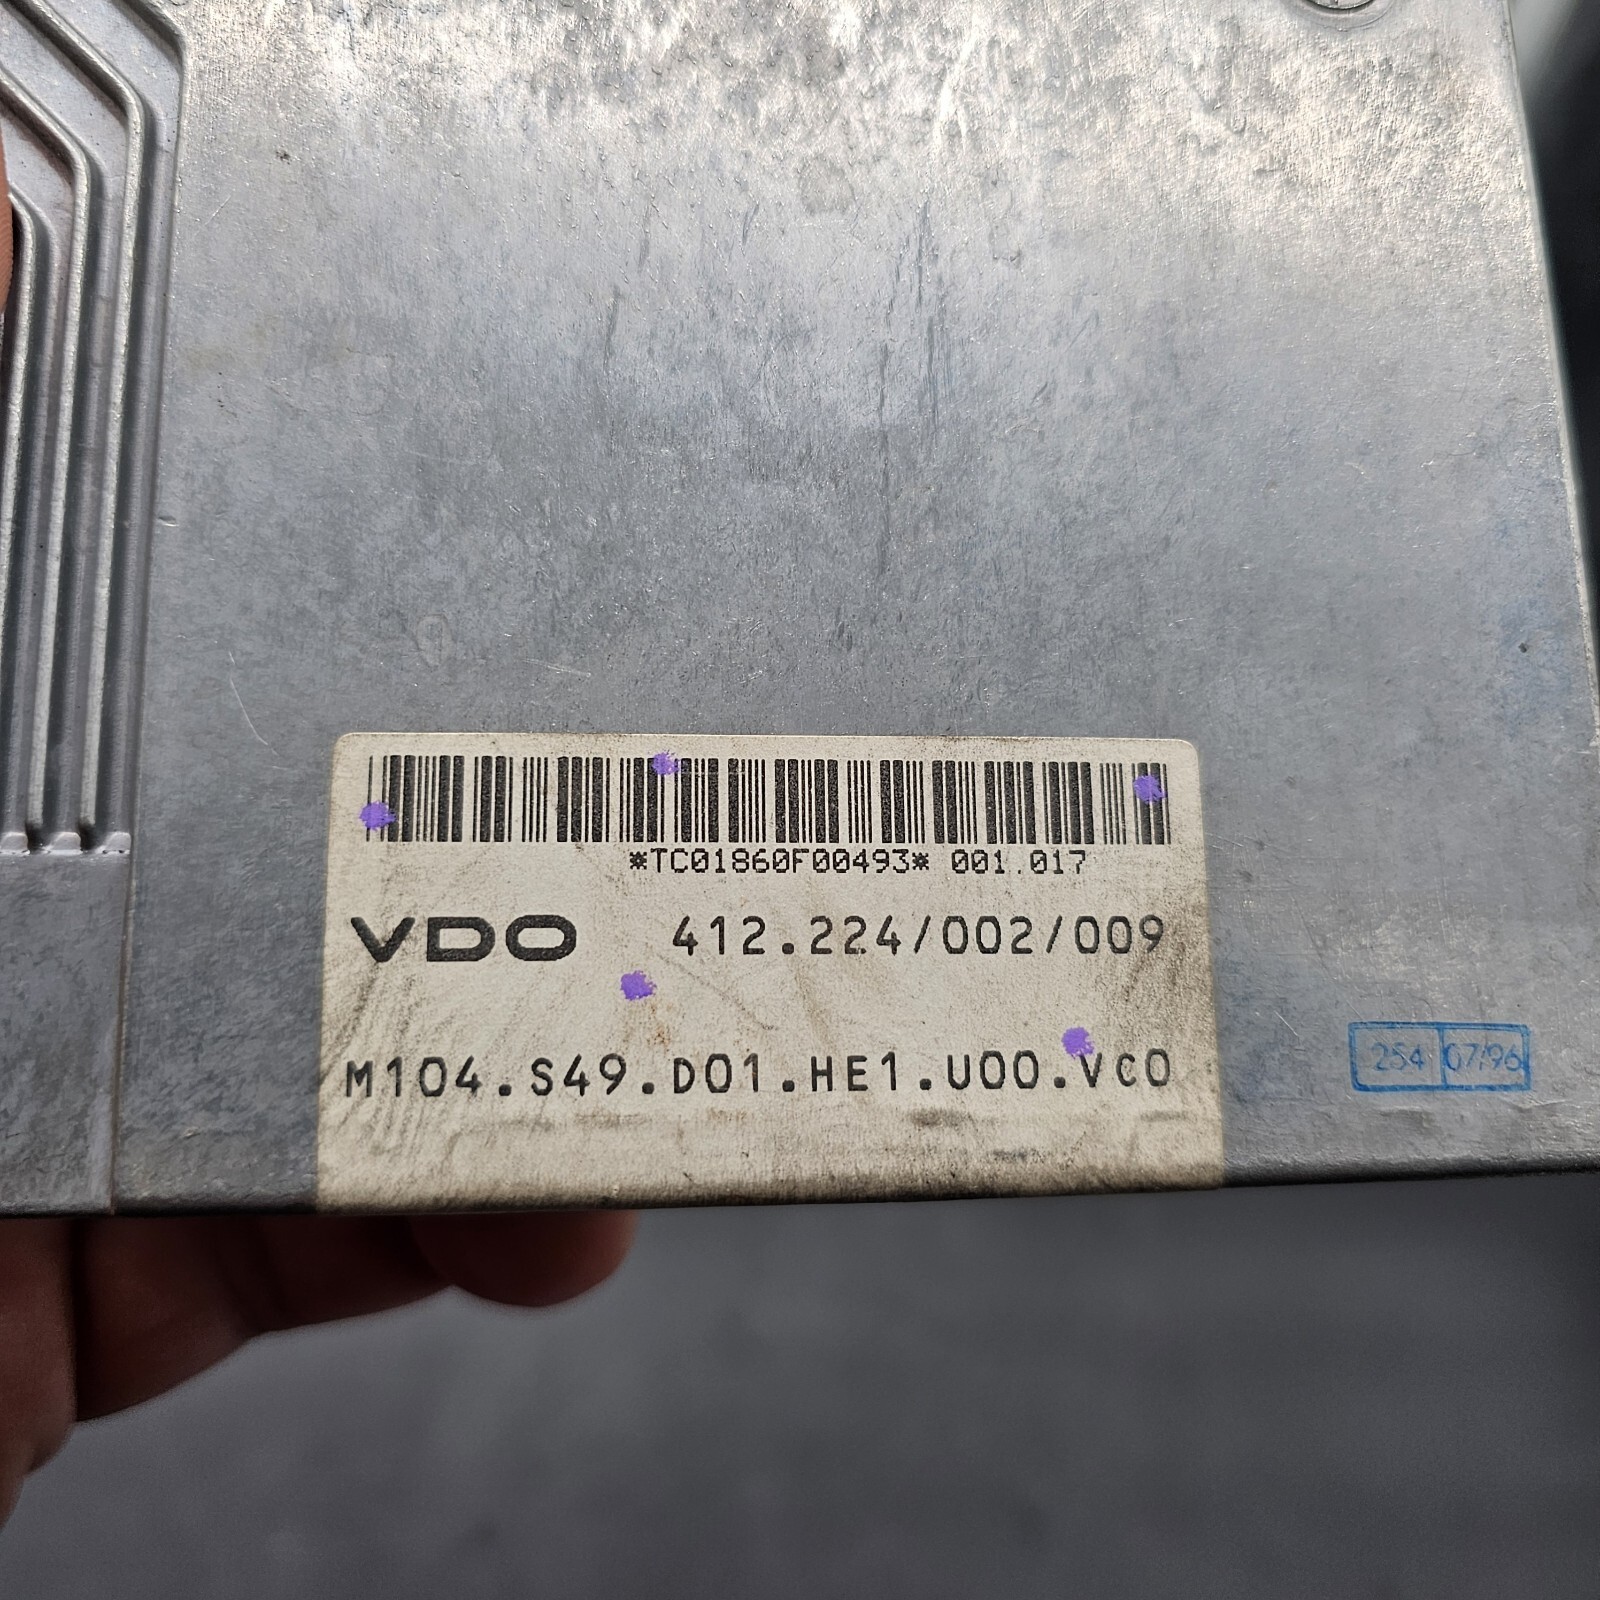 *TC01860F00493* 001.017
VDO 412.224/002/009
M104.S49.D01.HE1.U00.Vc0
254 07/96